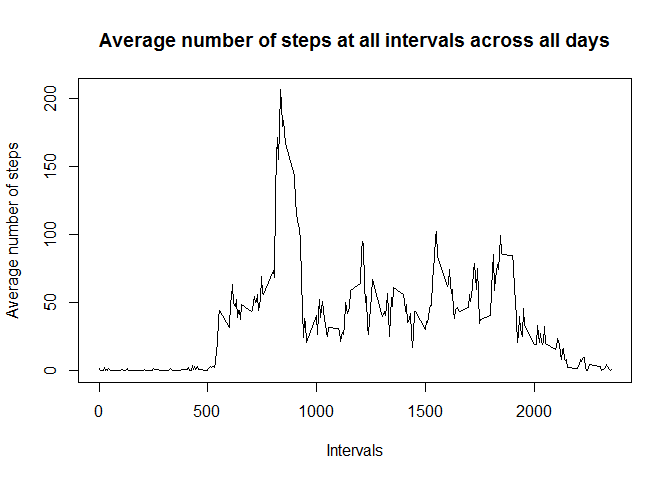 Average number of steps at all intervals across all days
Average number of steps
200
150
100
50
0
0 500 1000 1500 2000
Intervals